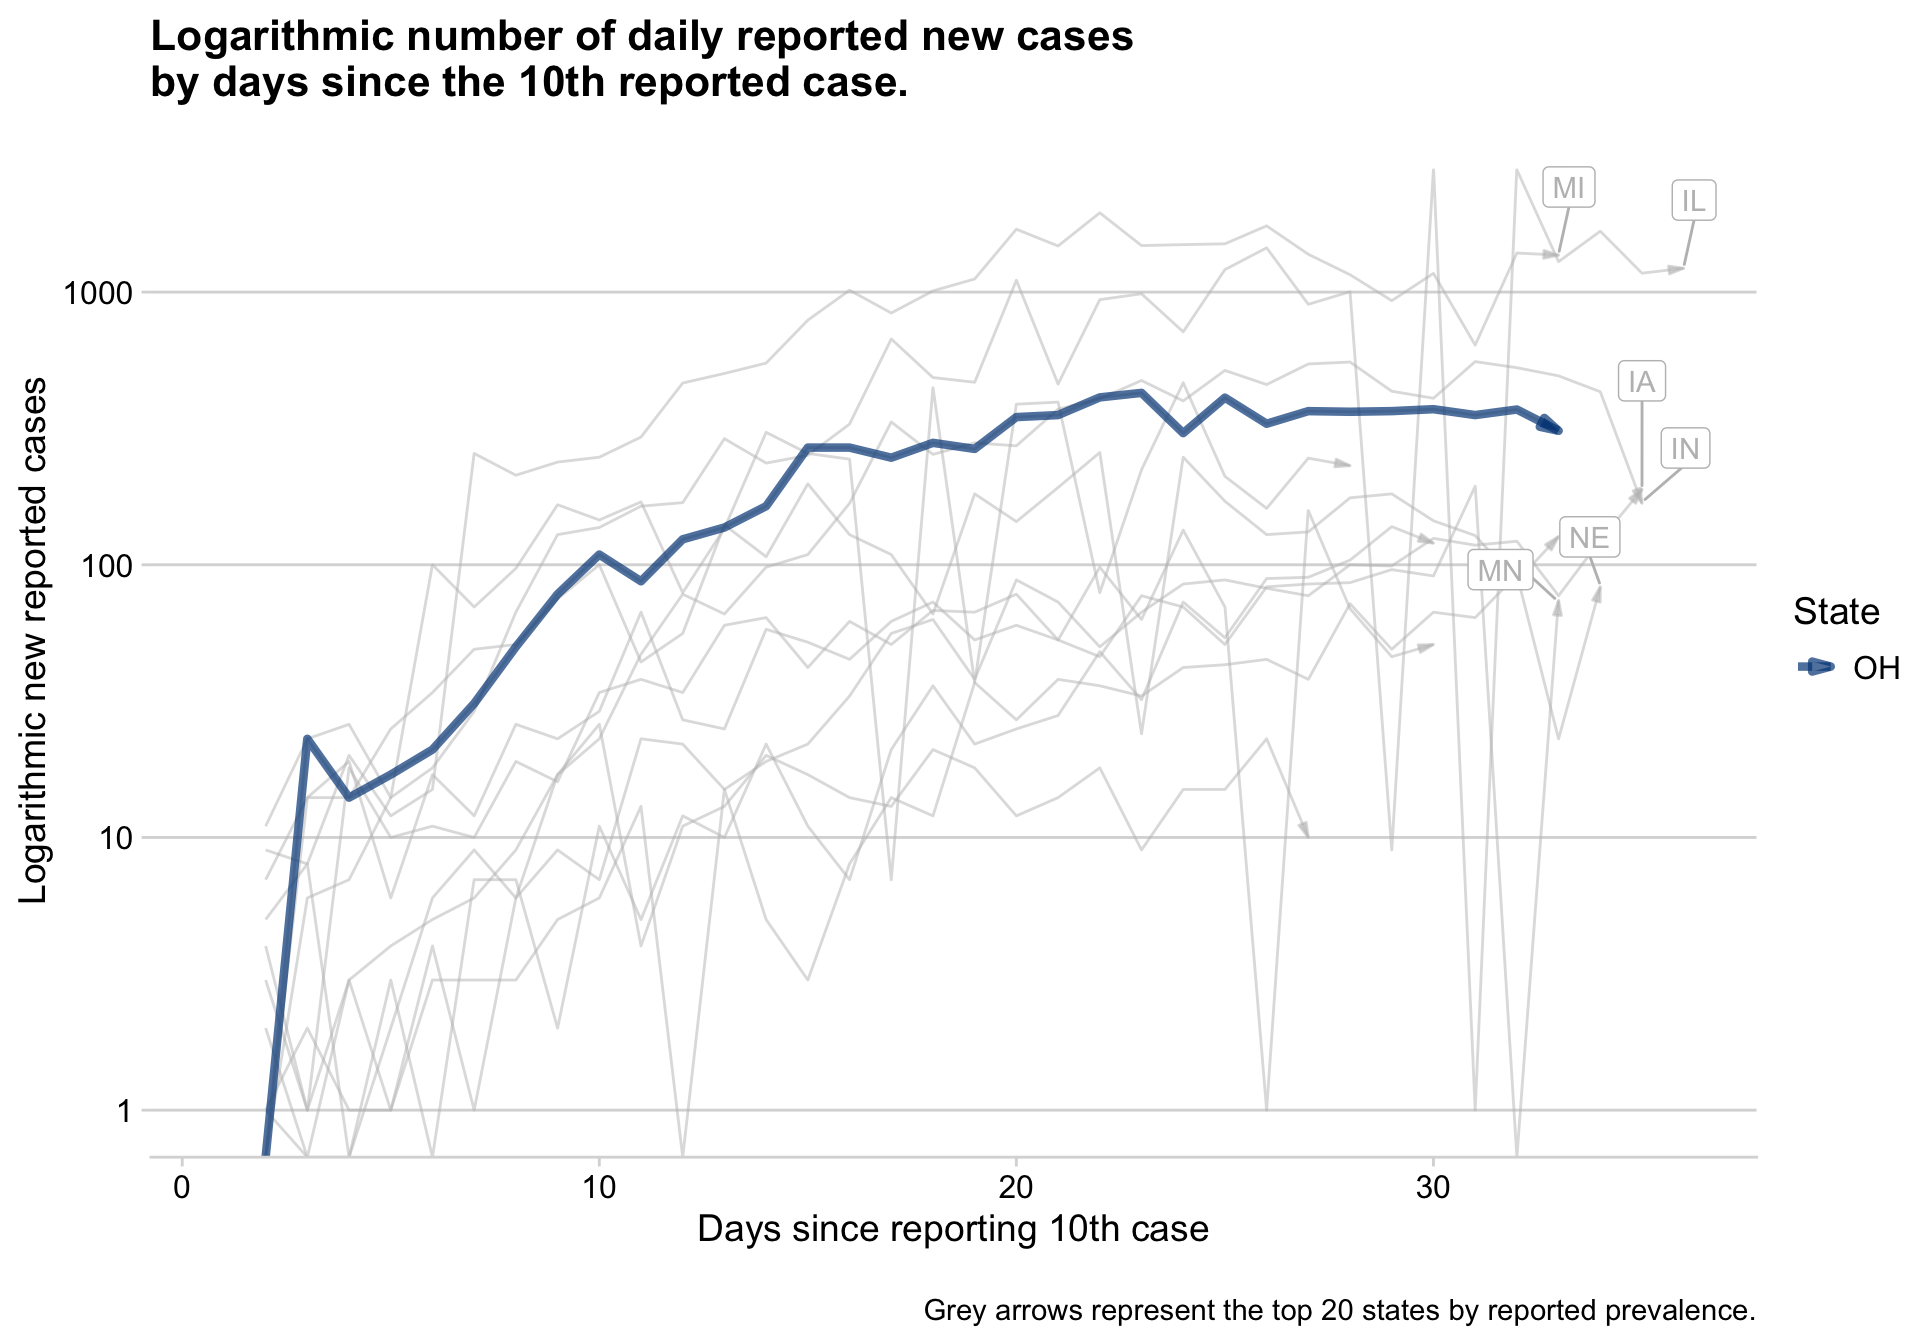 Logarithmic number of daily reported new cases
by days since the 10th reported case.
Logarithmic new reported cases
1000
100
10
1
MI
IL
IA
IN
NE
MN
State
OH
0
10
20
30
Days since reporting 10th case
Grey arrows represent the top 20 states by reported prevalence.